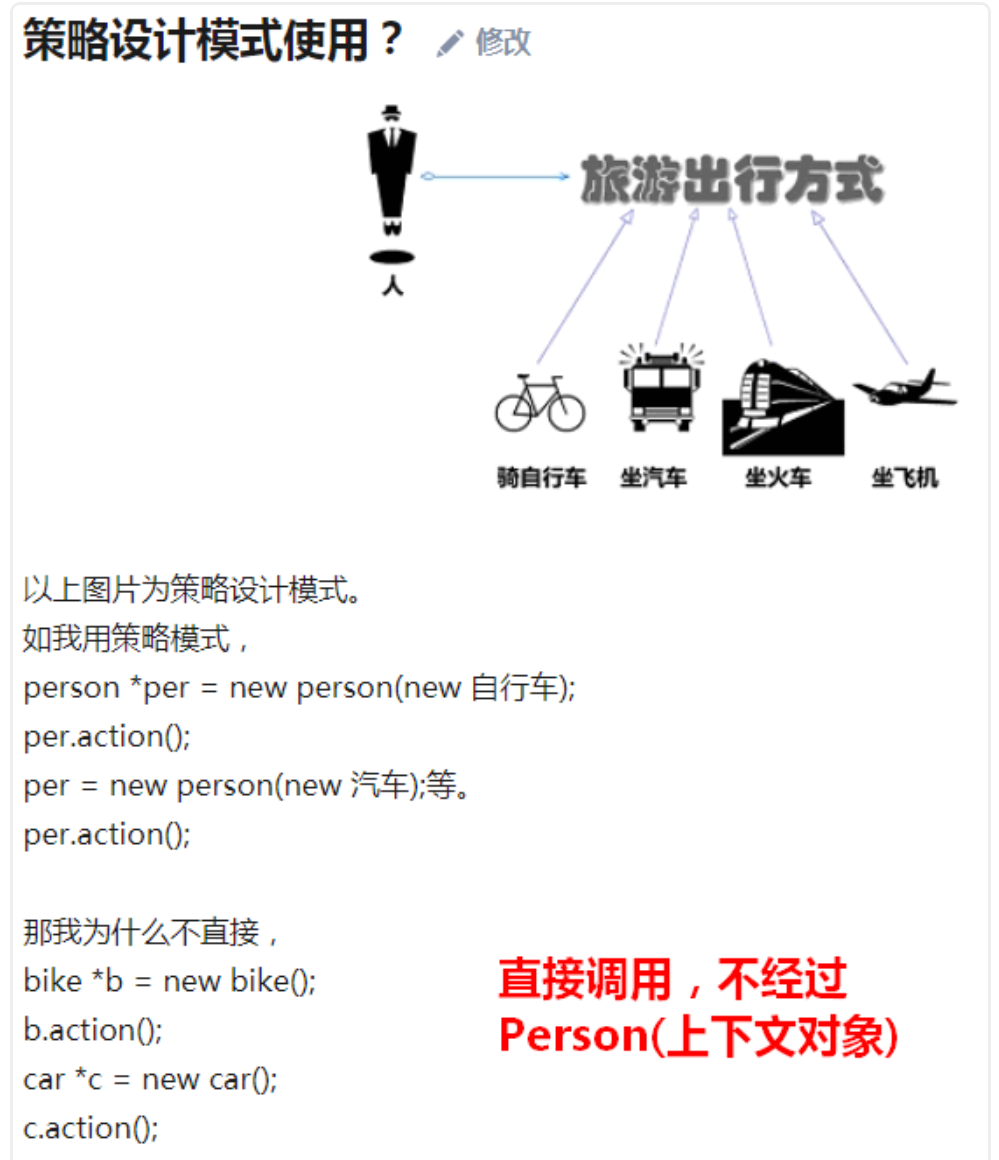 策略设计模式使用？ 修改
旅游出行方式
人
骑自行车 坐汽车 坐火车 坐飞机
以上图片为策略设计模式。
如我用策略模式，
person *per = new person(new 自行车);
per.action();
per = new person(new 汽车);等。
per.action();
那我为什么不直接，
bike *b = new bike();
b.action();
car *c = new car();
c.action();
直接调用，不经过
Person(上下文对象)